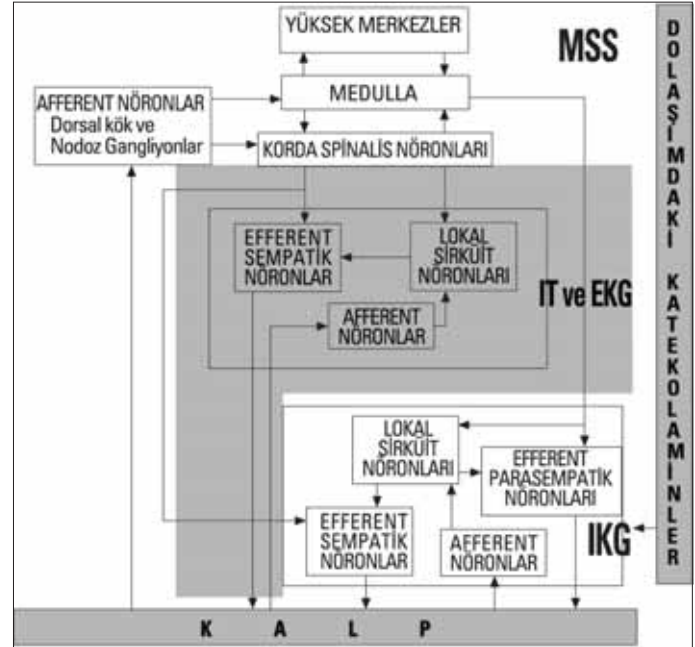 YÜKSEK MERKEZLER
MSS
MEDULLA
AFFERENT NÖRONLAR
Dorsal kök ve
Nodoz Gangliyonlar
KORDA SPINALIS NÖRONLARI
EFFERENT
SEMPATİK
NÖRONLAR
LOKAL
SİRKÜİT
NÖRONLARI
IT ve EKG
AFFERENT
NÖRONLAR
LOKAL
SİRKÜİT
NÖRONLARI
EFFERENT
PARASEMPATİK
NÖRONLARI
EFFERENT
SEMPATİK
NÖRONLAR
AFFERENT
NÖRONLAR
IKG
DOLAŞIMDAKİ KATEKOLAMİNLER
KALP